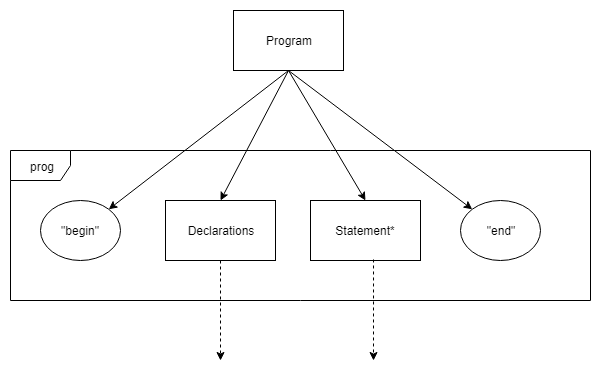 Program
prog
"begin"
Declarations
Statement*
"end"